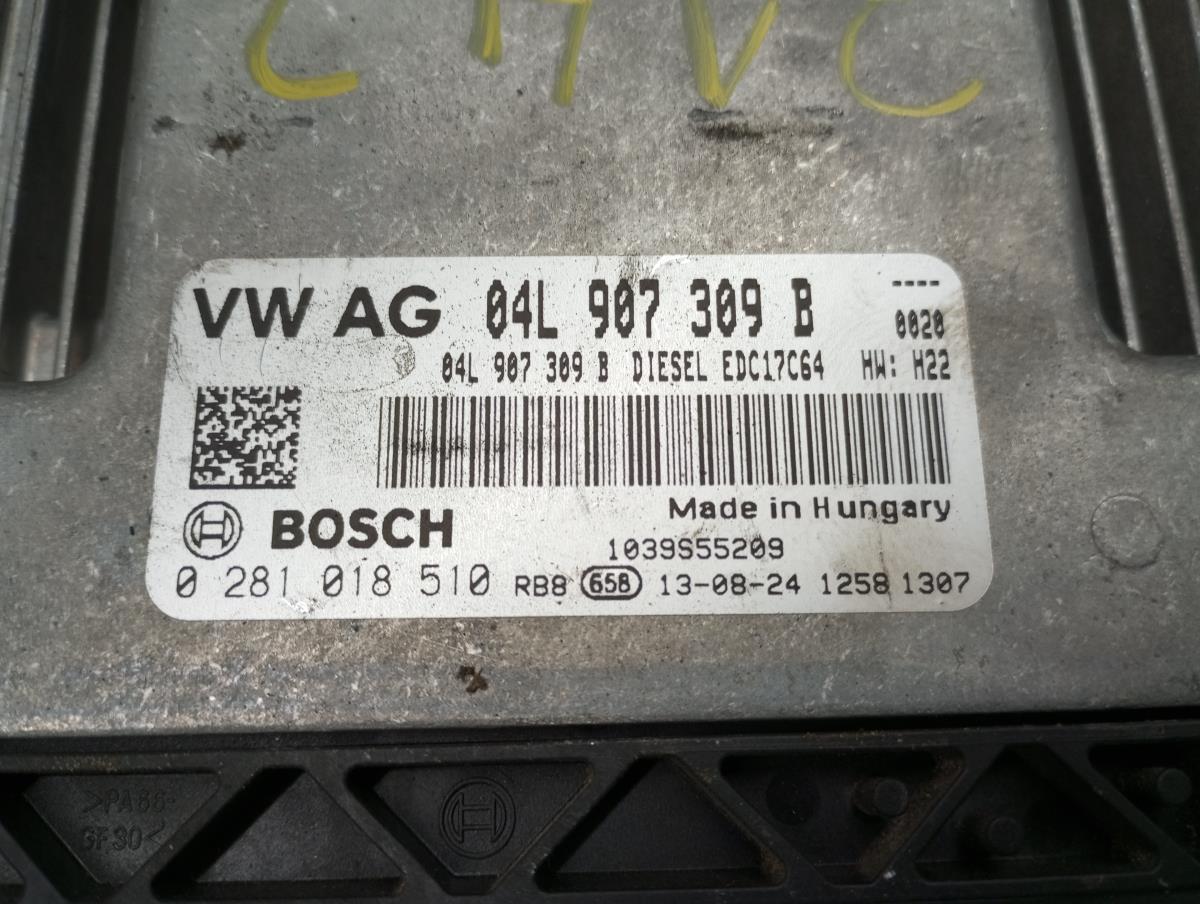 VW AG 04L 907 309 B ----
0020
04L 907 309 B DIESEL EDC17C64 HW: H22
Made in Hungary
BOSCH
1039S55209
0 281 018 510 RB8 658 13-08-24 1258 1307
>PA66-
GF30<